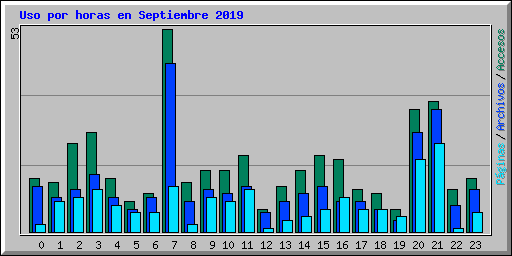 Uso por horas en Septiembre 2019
53
Páginas / Archivos / Accesos
0 1 2 3 4 5 6 7 8 9 10 11 12 13 14 15 16 17 18 19 20 21 22 23